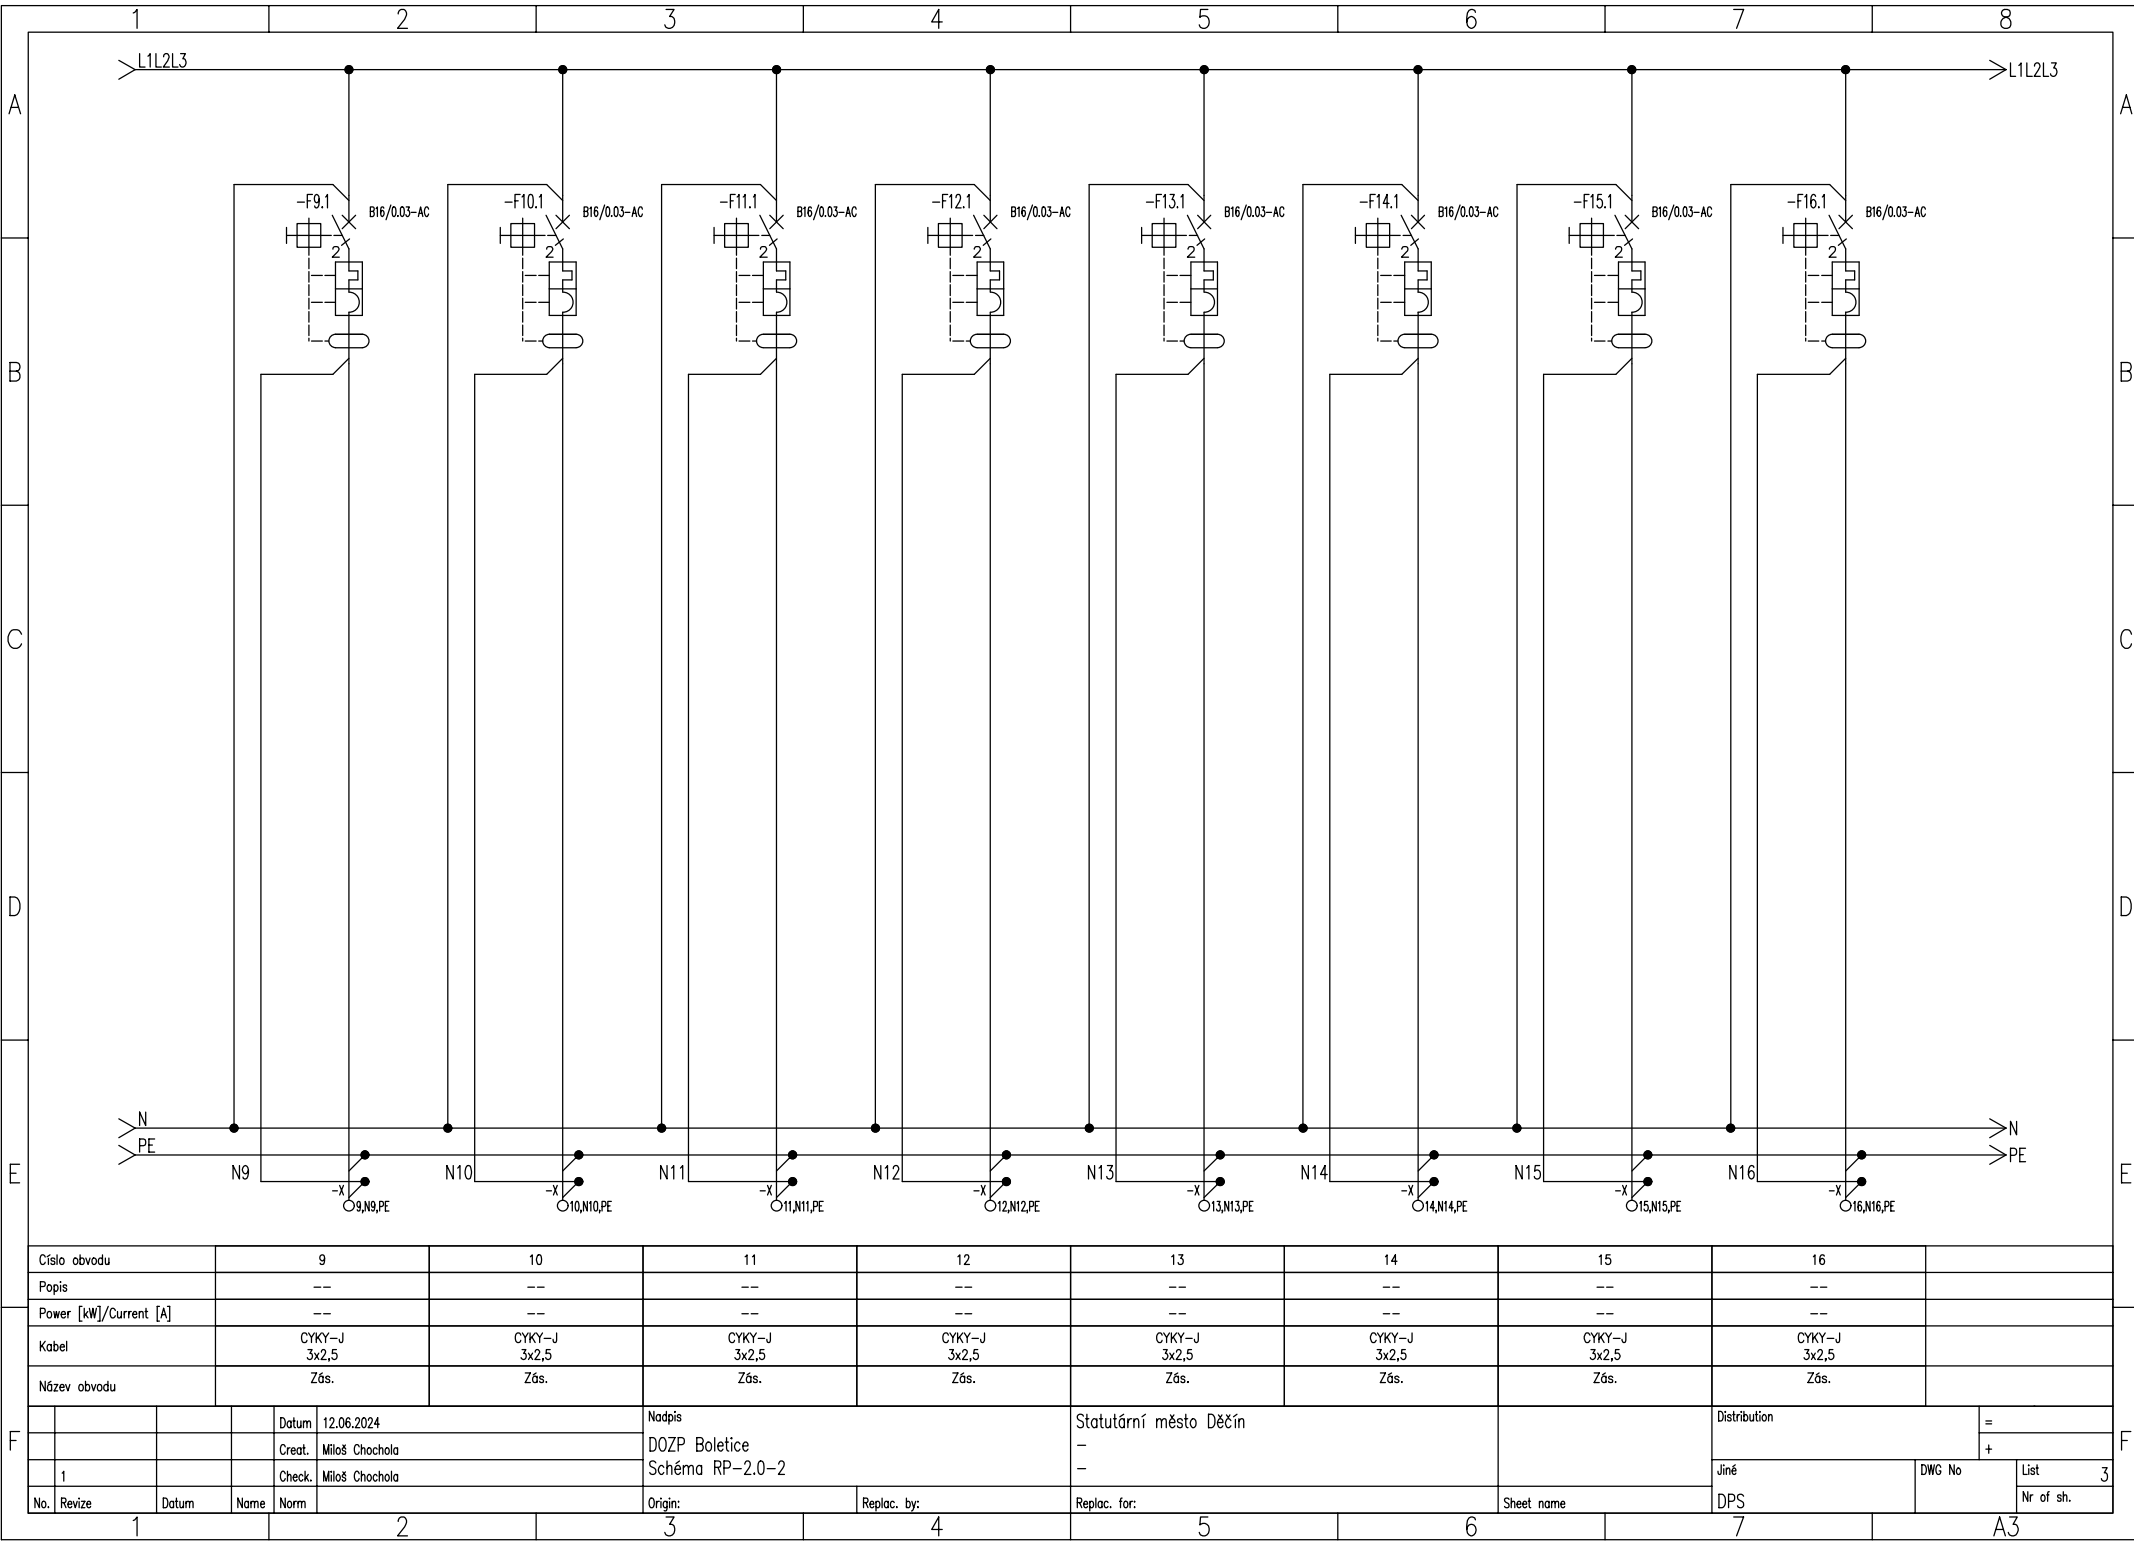 1 2 3 4 5 6 7 8
L1L2L3 L1L2L3
A A
-F9.1 B16/0.03-AC -F10.1 B16/0.03-AC -F11.1 B16/0.03-AC -F12.1 B16/0.03-AC -F13.1 B16/0.03-AC -F14.1 B16/0.03-AC -F15.1 B16/0.03-AC -F16.1 B16/0.03-AC
2 2 2 2 2 2 2 2
B B
C C
D D
N N
PE PE
E N9 N10 N11 N12 N13 N14 N15 N16 E
-X -X -X -X -X -X -X -X
9,N9,PE 10,N10,PE 11,N11,PE 12,N12,PE 13,N13,PE 14,N14,PE 15,N15,PE 16,N16,PE
Císlo obvodu 9 10 11 12 13 14 15 16
Popis -- -- -- -- -- -- -- --
Power [kW]/Current [A] -- -- -- -- -- -- -- --
Kabel CYKY-J CYKY-J CYKY-J CYKY-J CYKY-J CYKY-J CYKY-J CYKY-J
3x2,5 3x2,5 3x2,5 3x2,5 3x2,5 3x2,5 3x2,5 3x2,5
Název obvodu Zás. Zás. Zás. Zás. Zás. Zás. Zás. Zás.
F F
Datum 12.06.2024 Nadpis Statutární město Děčín Distribution =
Creat. Miloš Chochola DOZP Boletice - +
1 Check. Miloš Chochola Schéma RP-2.0-2 - Jiné DWG No List 3
No. Revize Datum Name Norm Origin: Replac. by: Replac. for: Sheet name DPS Nr of sh.
1 2 3 4 5 6 7 A3